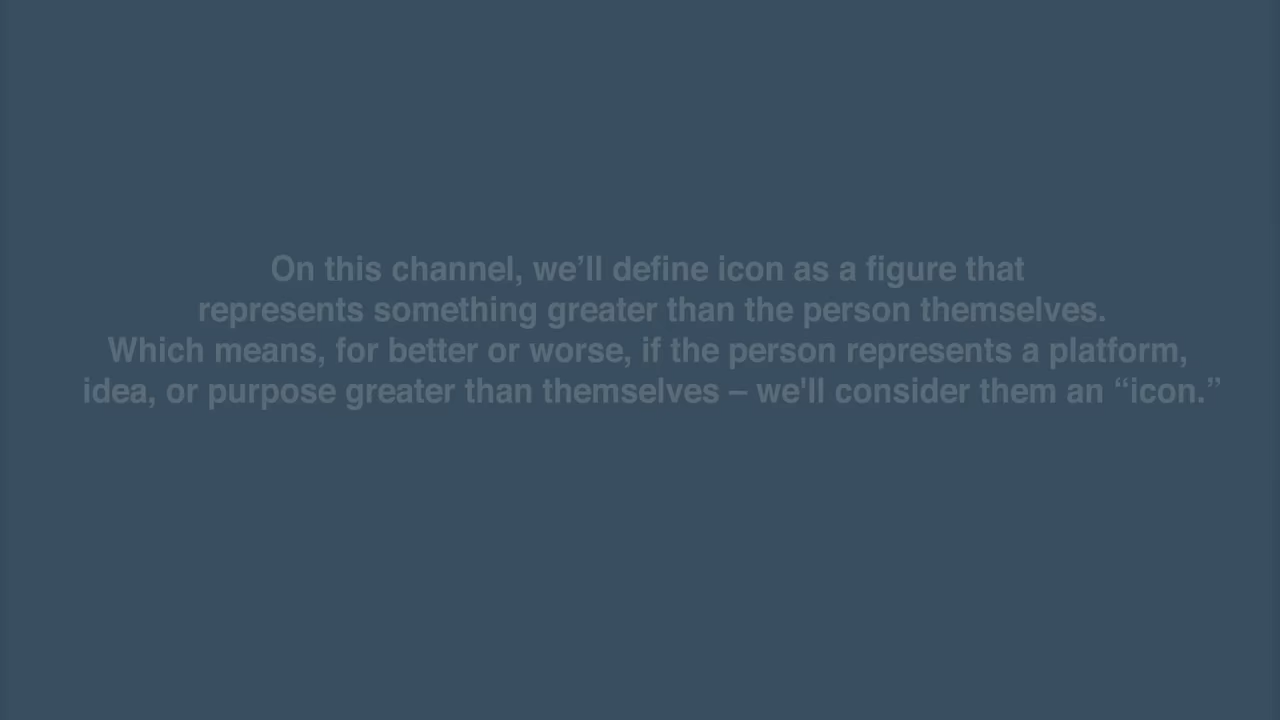 On this channel, we’ll define icon as a figure that
represents something greater than the person themselves.
Which means, for better or worse, if the person represents a platform,
idea, or purpose greater than themselves – we'll consider them an “icon.”